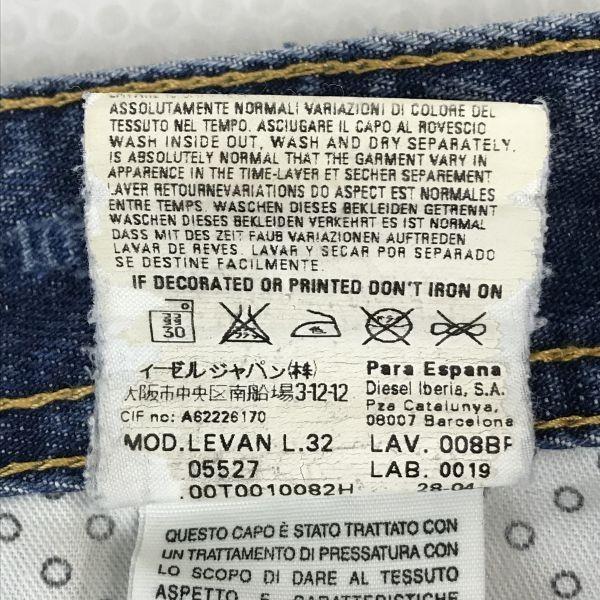 ASSOLUTAMENTE NORMALI VARIAZIONI DI COLORE DEL
TESSUTO NEL TEMPO. ASCIUGARE IL CAPO AL ROVESCIO
WASH INSIDE OUT, WASH AND DRY SEPARATELY.
IS ABSOLUTELY NORMAL THAT THE GARMENT VARY IN
APPARENCE IN THE TIME-LAVER ET SECHER SEPAREMENT
LAVER RETOURNEVARIATIONS DO ASPECT EST NORMALES
ENTRE TEMPS. WASCHEN DIESES BEKLEIDEN GETRENNT
WASCHEN DIESES BEKLEIDEN VERKEHRT ES IST NORMAL
DASS MIT DES ZEIT FAUB VARIAZIONEN AUFTREDEN
LAVAR DE REVES. LAVAR Y SECAR POR SEPARADO
SE DESTINE FACILMENTE.
IF DECORATED OR PRINTED DON'T IRON ON
30
ィーゼルジャパン(株)
大阪市中央区南船場3-12-12
CIF no: A62226170
Para Espana
Diesel Iberia, S.A.
Pza Catalunya,
08007 Barcelona
MOD.LEVAN L.32 LAV. 008BF
05527 LAB. 0019
.00T0010082H 28-04
QUESTO CAPO È STATO TRATTATO CON
UN TRATTAMENTO DI PRESSATURA CON
LO SCOPO DI DARE AL TESSUTO
ASPETTO E CARATTERISTICHE